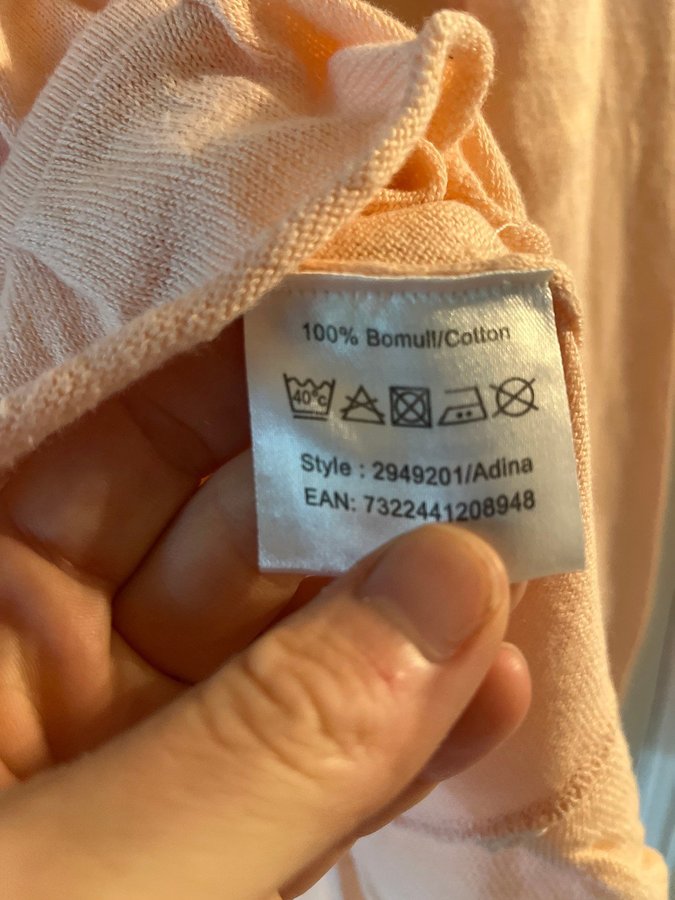 100% Bomull/Cotton
40°C
Style : 2949201/Adina
EAN: 7322441208948